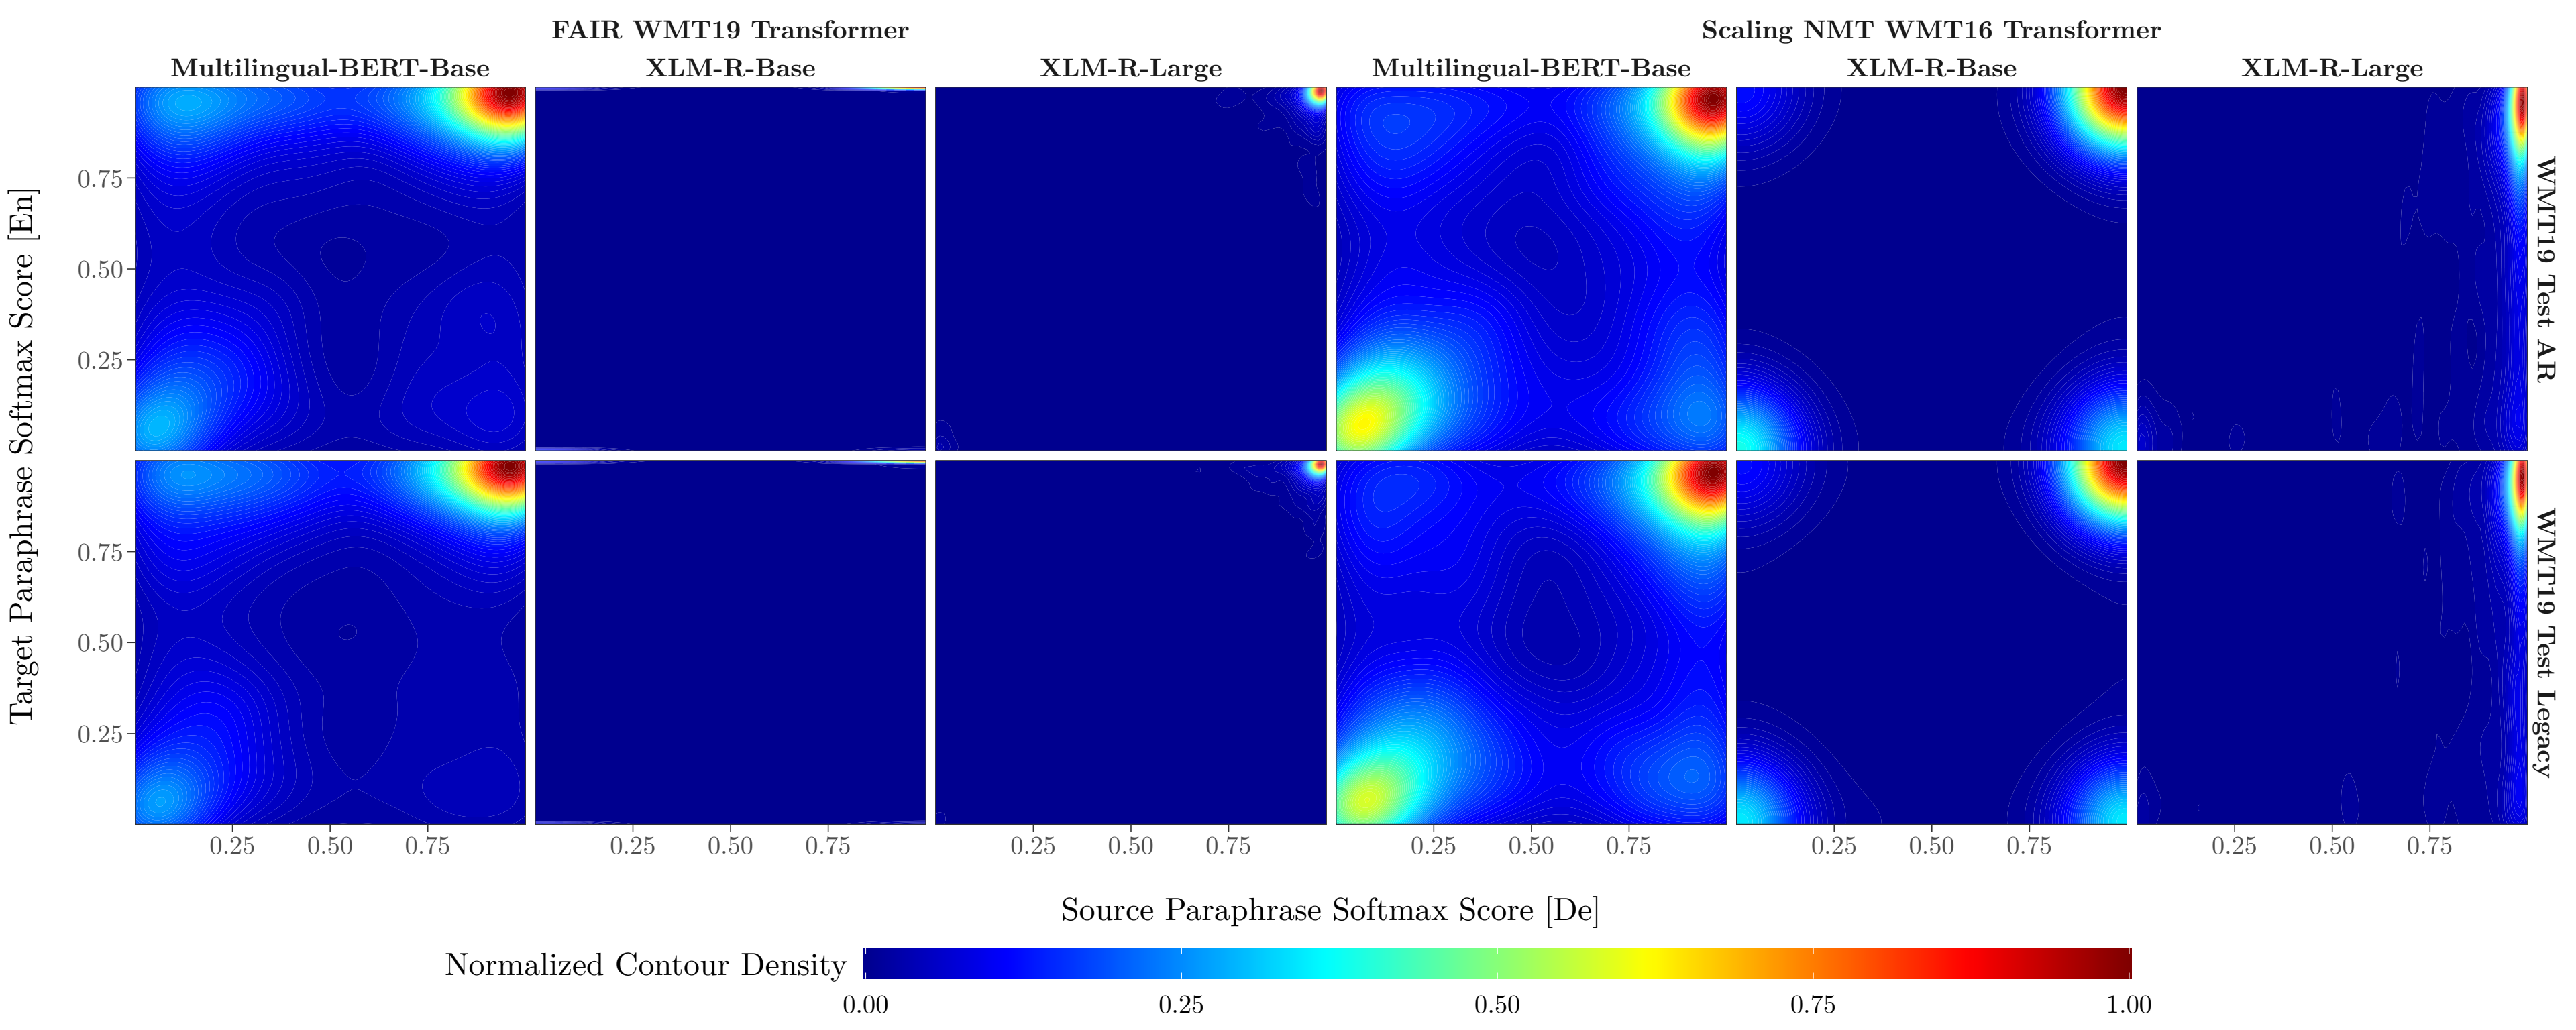 FAIR WMT19 Transformer
Scaling NMT WMT16 Transformer
Multilingual-BERT-Base
XLM-R-Base
XLM-R-Large
Multilingual-BERT-Base
XLM-R-Base
XLM-R-Large
Target Paraphrase Softmax Score [En]
0.75
0.50
0.25
WMT19 Test AR
0.75
0.50
0.25
WMT19 Test Legacy
0.25 0.50 0.75
0.25 0.50 0.75
0.25 0.50 0.75
0.25 0.50 0.75
0.25 0.50 0.75
0.25 0.50 0.75
Source Paraphrase Softmax Score [De]
Normalized Contour Density
0.00 0.25 0.50 0.75 1.00